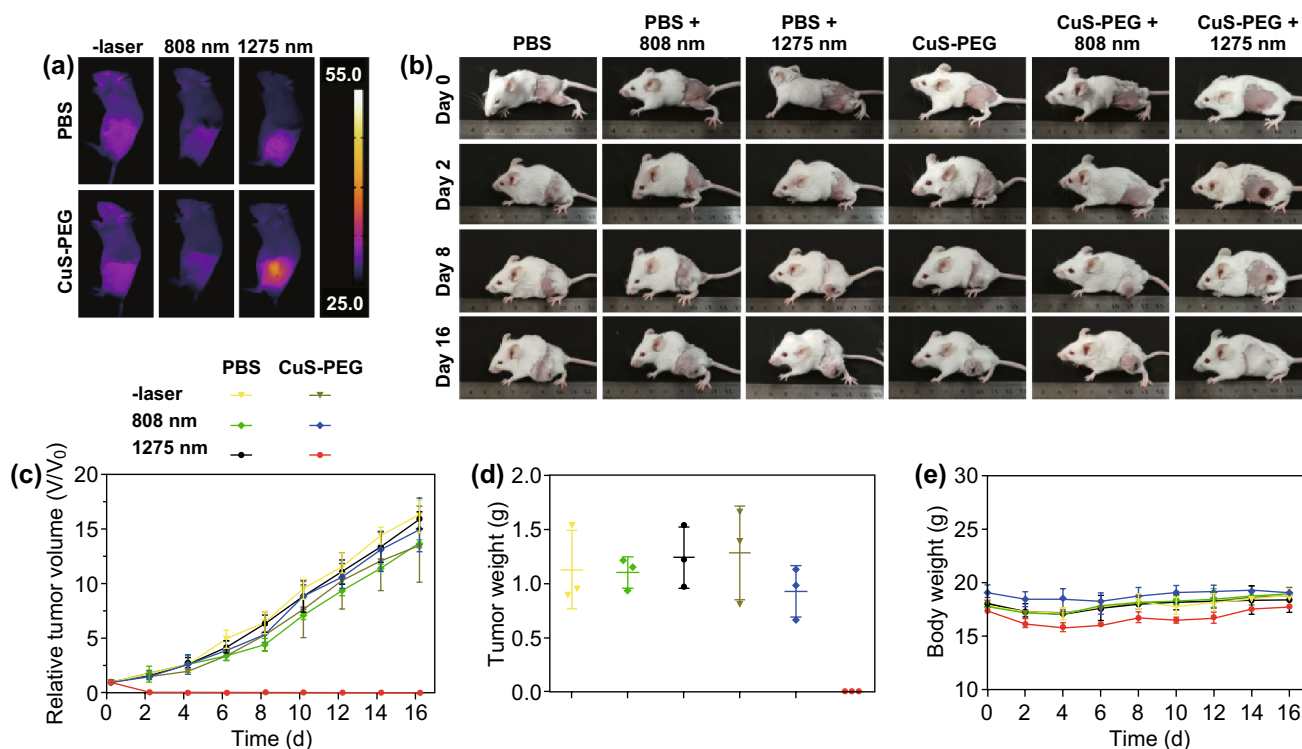 (a)
-laser 808 nm 1275 nm
PBS
CuS-PEG
55.0
25.0
(b)
PBS
PBS +
808 nm
PBS +
1275 nm
CuS-PEG
CuS-PEG +
808 nm
CuS-PEG +
1275 nm
Day 0
Day 2
Day 8
Day 16
PBS CuS-PEG
-laser
808 nm
1275 nm
(c)
Relative tumor volume (V/V0)
20
15
10
5
0
0 2 4 6 8 10 12 14 16
Time (d)
(d)
Tumor weight (g)
2.0
1.5
1.0
0.5
0.0
(e)
Body weight (g)
30
25
20
15
10
0 2 4 6 8 10 12 14 16
Time (d)